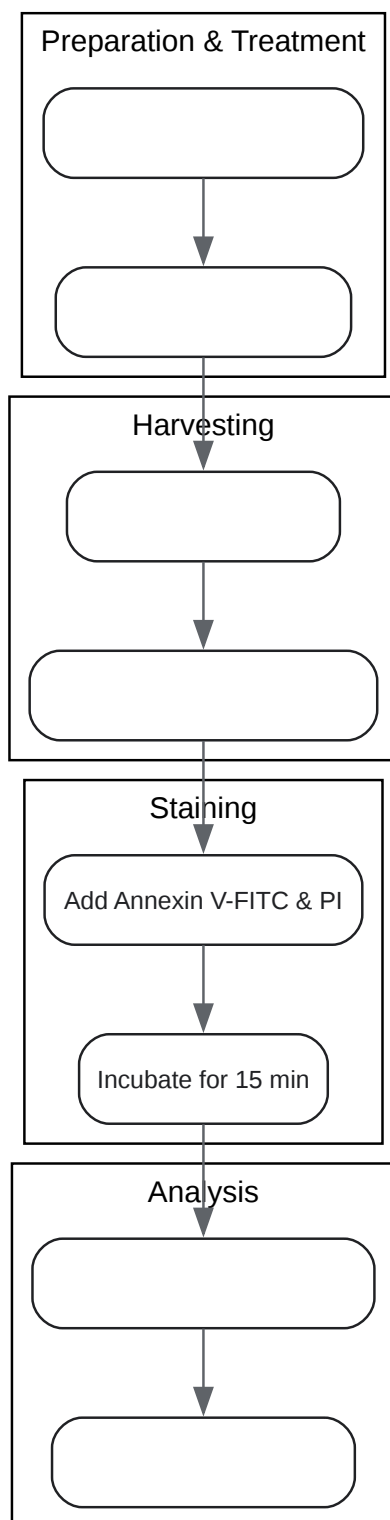 Preparation & Treatment
Harvesting
Staining
Add Annexin V-FITC & PI
Incubate for 15 min
Analysis